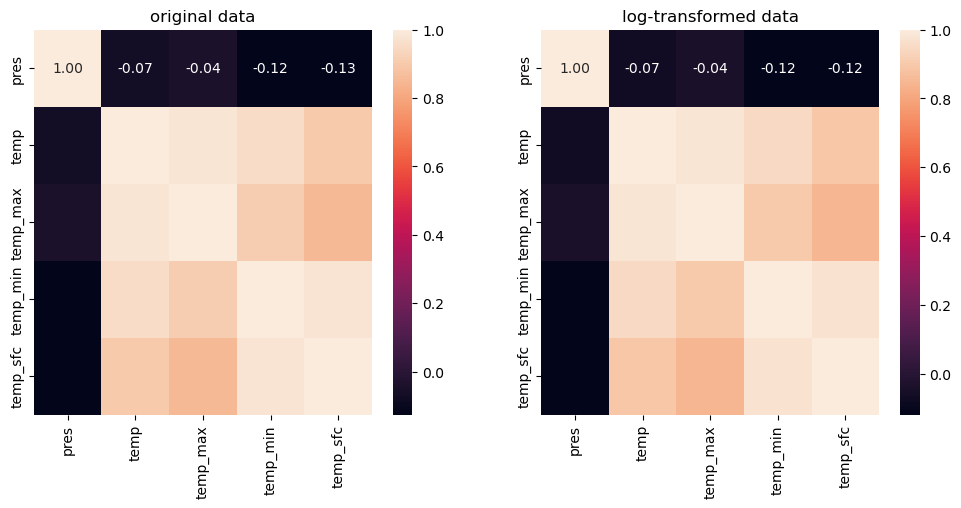 original data
pres
temp
temp_max
temp_min
temp_sfc
1.00 -0.07 -0.04 -0.12 -0.13
pres
temp
temp_max
temp_min
temp_sfc
1.0
0.8
0.6
0.4
0.2
0.0
log-transformed data
pres
temp
temp_max
temp_min
temp_sfc
1.00 -0.07 -0.04 -0.12 -0.12
pres
temp
temp_max
temp_min
temp_sfc
1.0
0.8
0.6
0.4
0.2
0.0